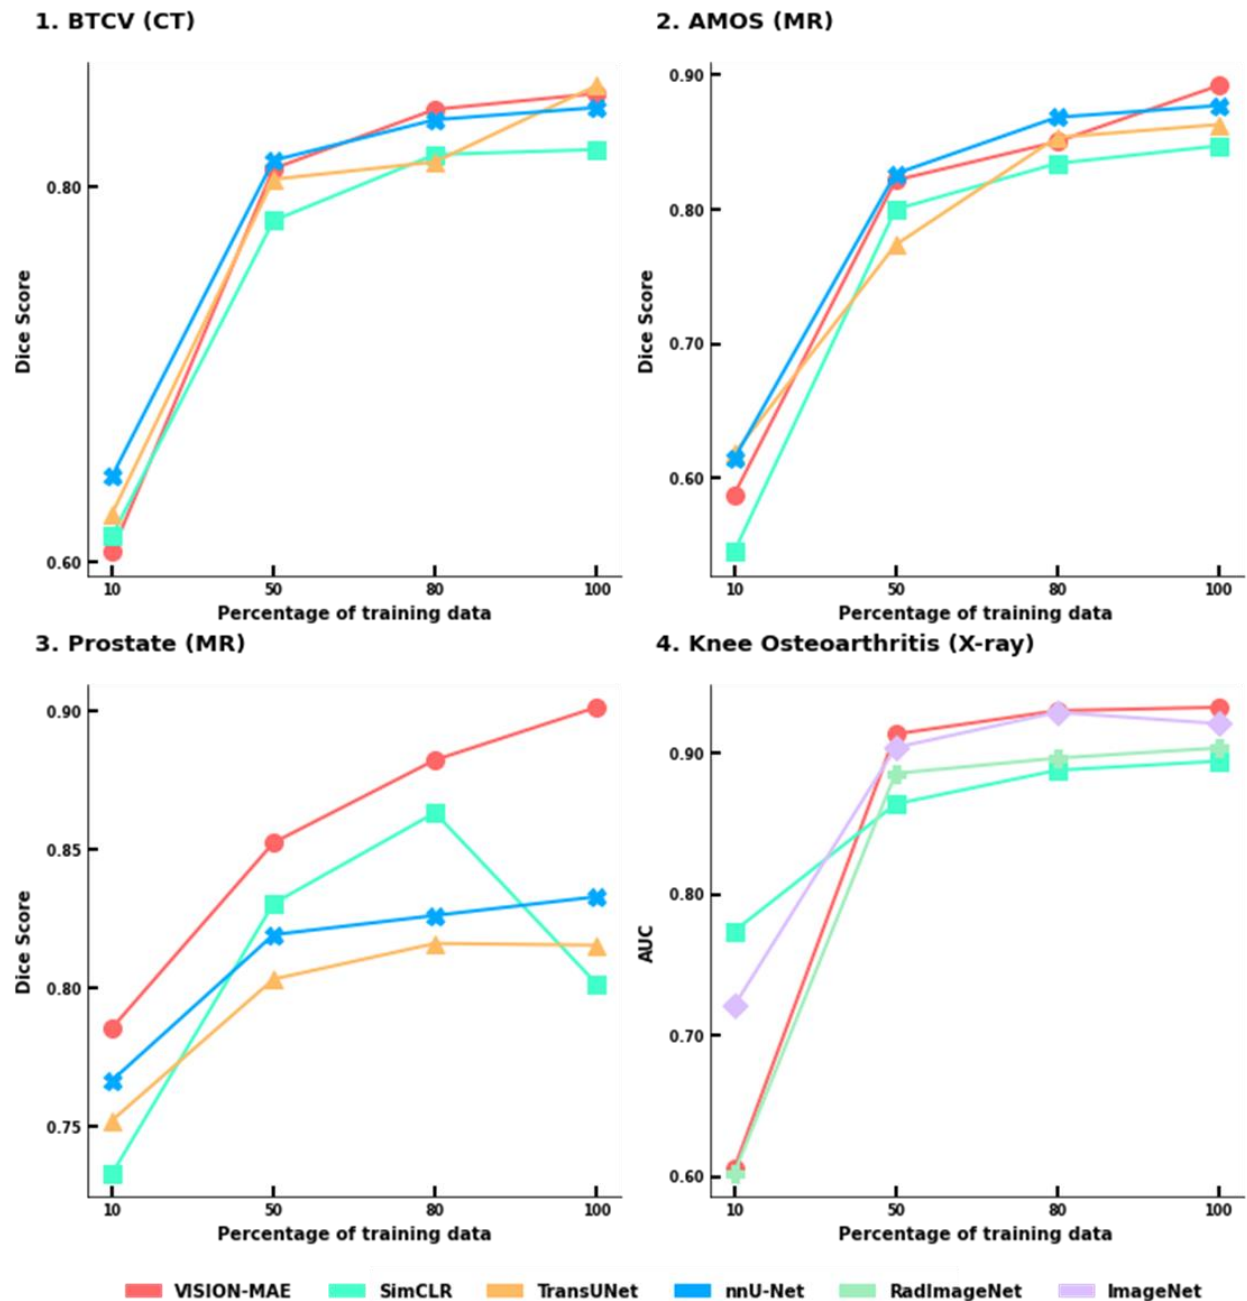 1. BTCV (CT)
0.80
0.60
Dice Score
10 50 80 100
Percentage of training data
2. AMOS (MR)
0.90
0.80
0.70
0.60
Dice Score
10 50 80 100
Percentage of training data
3. Prostate (MR)
0.90
0.85
0.80
0.75
Dice Score
10 50 80 100
Percentage of training data
4. Knee Osteoarthritis (X-ray)
0.90
0.80
0.70
0.60
AUC
10 50 80 100
Percentage of training data
VISION-MAE SimCLR TransUNet nnU-Net RadImageNet ImageNet